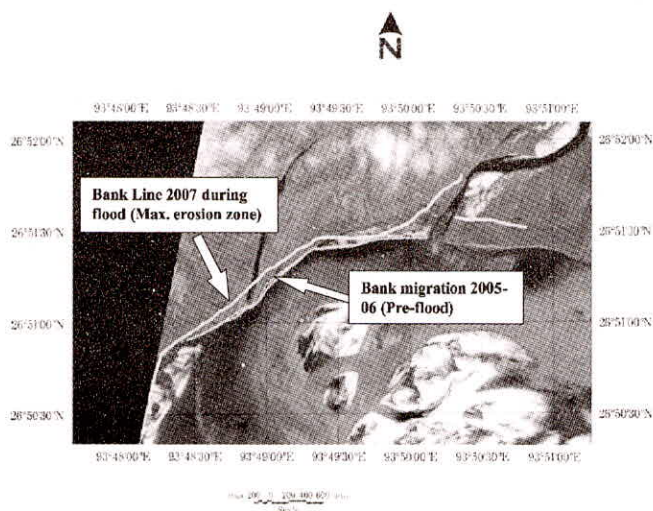 N
93°48'00"E 93°48'30"E 93°49'00"E 93°49'30"E 93°50'00"E 93°50'30"E 93°51'00"E
26°52'00"N 26°52'00"N
Bank Line 2007 during
flood (Max. erosion zone)
26°51'30"N
Bank migration 2005-
06 (Pre-flood)
26°51'00"N 26°51'00"N
26°50'30"N 26°50'30"N
93°48'00"E 93°48'30"E 93°49'00"E 93°49'30"E 93°50'00"E 93°50'30"E 93°51'00"E